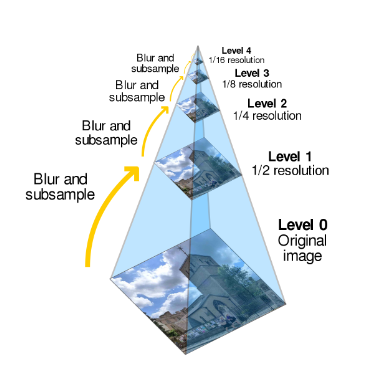 Level 4
1/16 resolution
Blur and
subsample
Level 3
1/8 resolution
Blur and
subsample
Level 2
1/4 resolution
Blur and
subsample
Level 1
1/2 resolution
Blur and
subsample
Level 0
Original
image